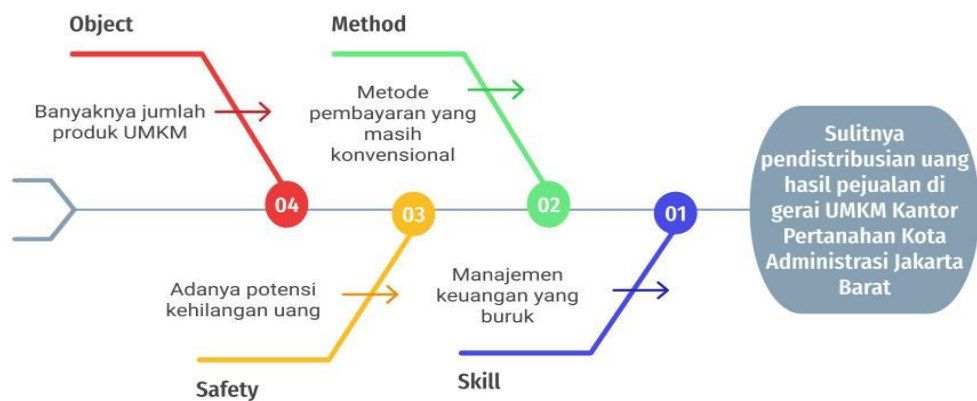 Object
Banyaknya jumlah
produk UMKM
Method
Metode
pembayaran yang
masih
konvensional
04
03
02
01
Adanya potensi
kehilangan uang
Safety
Manajemen
keuangan yang
buruk
Skill
Sulitnya
pendistribusian uang
hasil pejualan di
gerai UMKM Kantor
Pertanahan Kota
Administrasi Jakarta
Barat